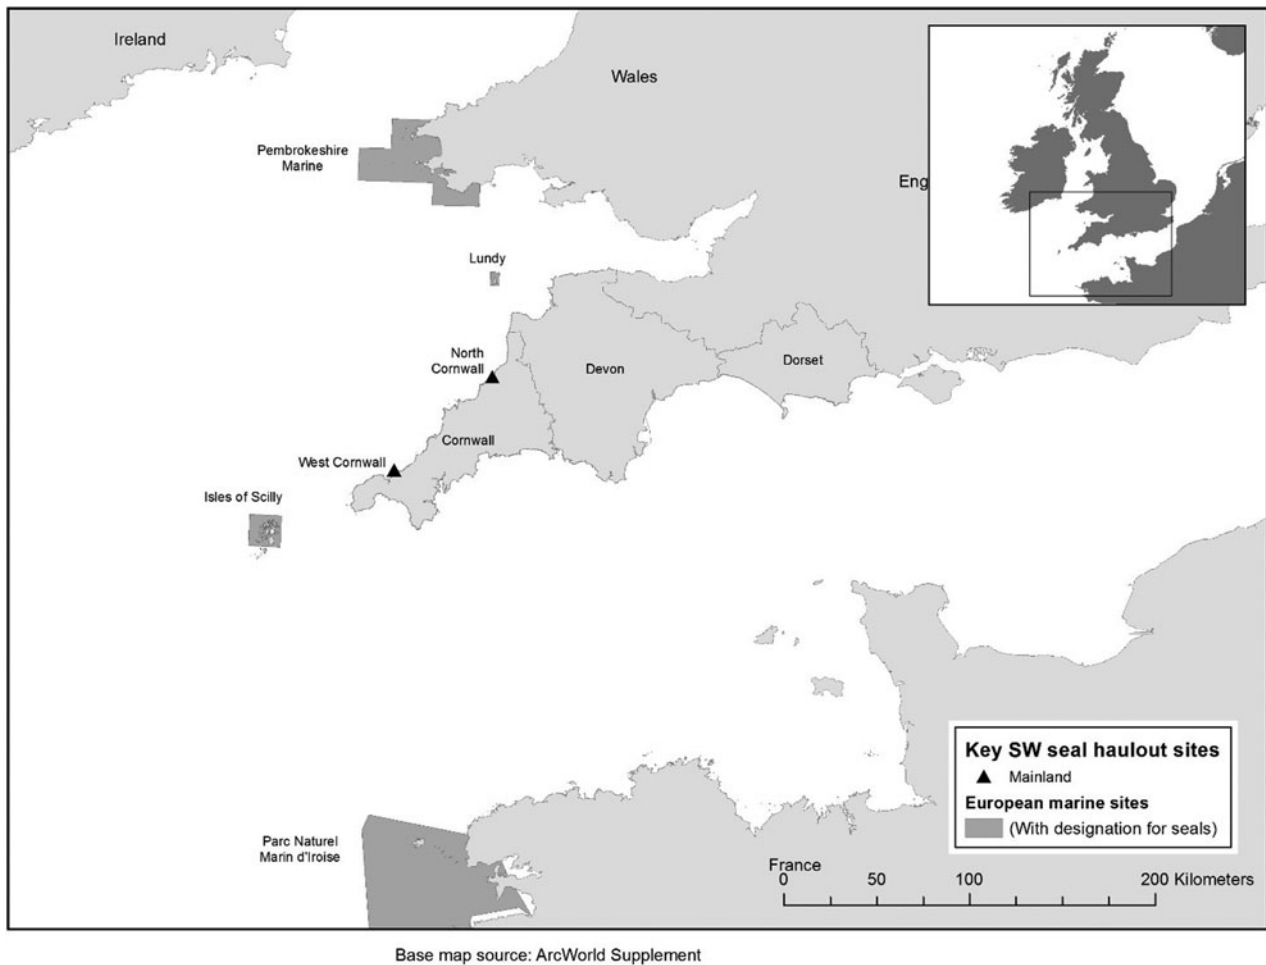 Ireland
Wales
Pembrokeshire
Marine
Eng
Lundy
North
Cornwall
Devon
Dorset
Cornwall
West Cornwall
Isles of Scilly
Key SW seal haulout sites
Mainland
European marine sites
(With designation for seals)
Parc Naturel
Marin d'Iroise
France
0 50 100 200 Kilometers
Base map source: ArcWorld Supplement